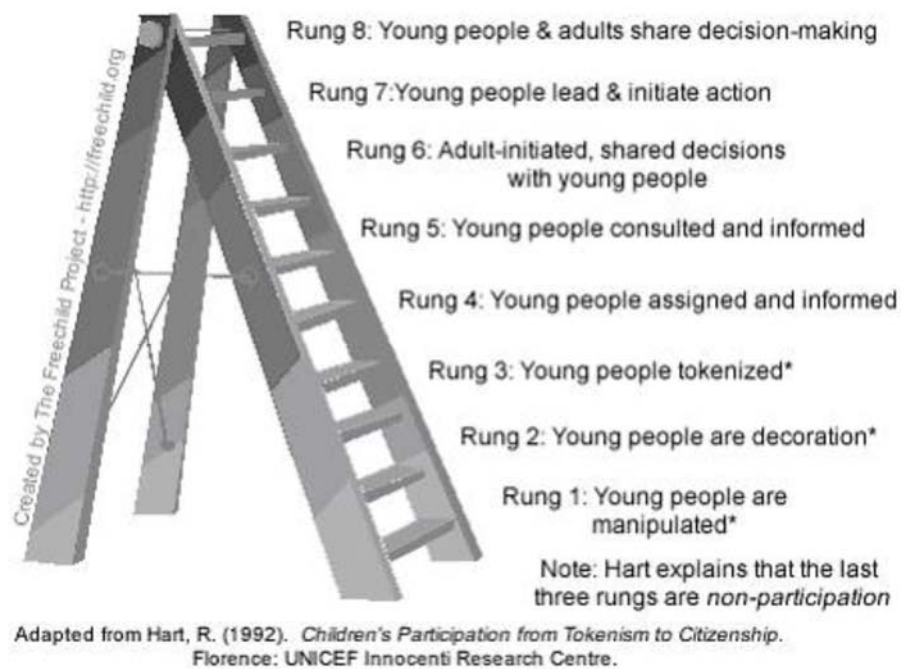 Rung 8: Young people & adults share decision-making
Rung 7:Young people lead & initiate action
Rung 6: Adult-initiated, shared decisions
with young people
Rung 5: Young people consulted and informed
Rung 4: Young people assigned and informed
Rung 3: Young people tokenized*
Rung 2: Young people are decoration*
Rung 1: Young people are
manipulated*
Note: Hart explains that the last
three rungs are non-participation
Created by The Freechild Project - http://freechild.org
Adapted from Hart, R. (1992). Children's Participation from Tokenism to Citizenship.
Florence: UNICEF Innocenti Research Centre.